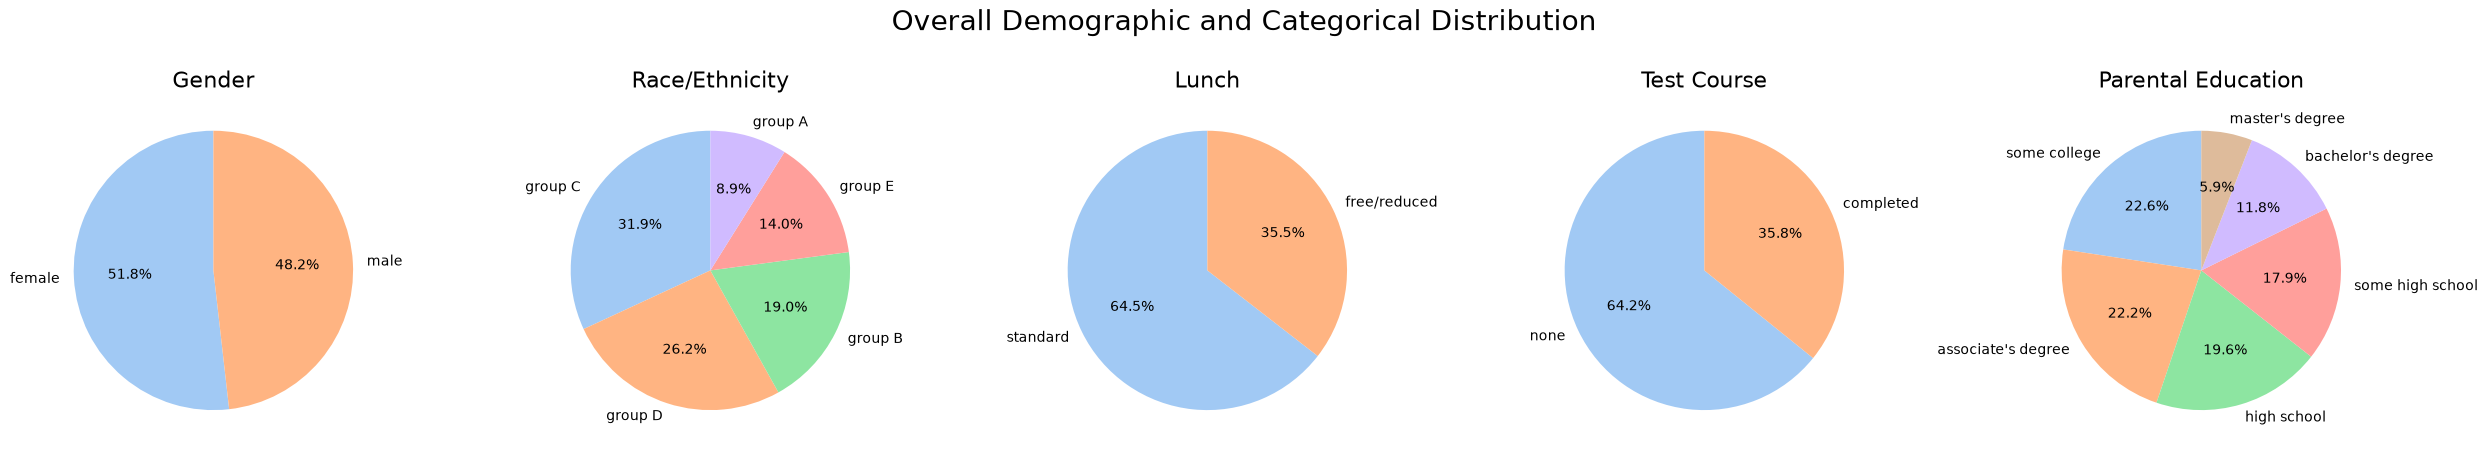 Overall Demographic and Categorical Distribution
Gender
female
51.8%
48.2%
male
Race/Ethnicity
group A
group C
group E
8.9%
31.9%
14.0%
19.0%
26.2%
group B
group D
Lunch
free/reduced
35.5%
64.5%
standard
Test Course
completed
35.8%
64.2%
none
Parental Education
master's degree
some college
bachelor's degree
5.9%
22.6%
11.8%
17.9%
some high school
22.2%
associate's degree
19.6%
high school